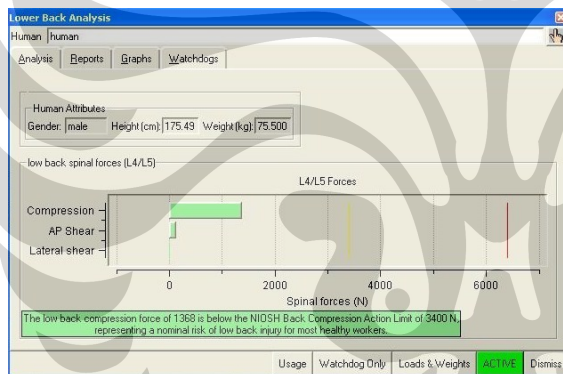 Lower Back Analysis
Human human
Analysis Reports Graphs Watchdogs
Human Attributes
Gender: male Height(cm): 175.49 Weight(kg): 75.500
low back spinal forces (L4/L5)
L4/L5 Forces
Compression
AP Shear
Lateral shear
0 2000 4000 6000
Spinal forces (N)
The low back compression force of 1368 is below the NIOSH Back Compression Action Limit of 3400 N,
representing a nominal risk of low back injury for most healthy workers.
Usage Watchdog Only Loads & Weights ACTIVE Dismiss